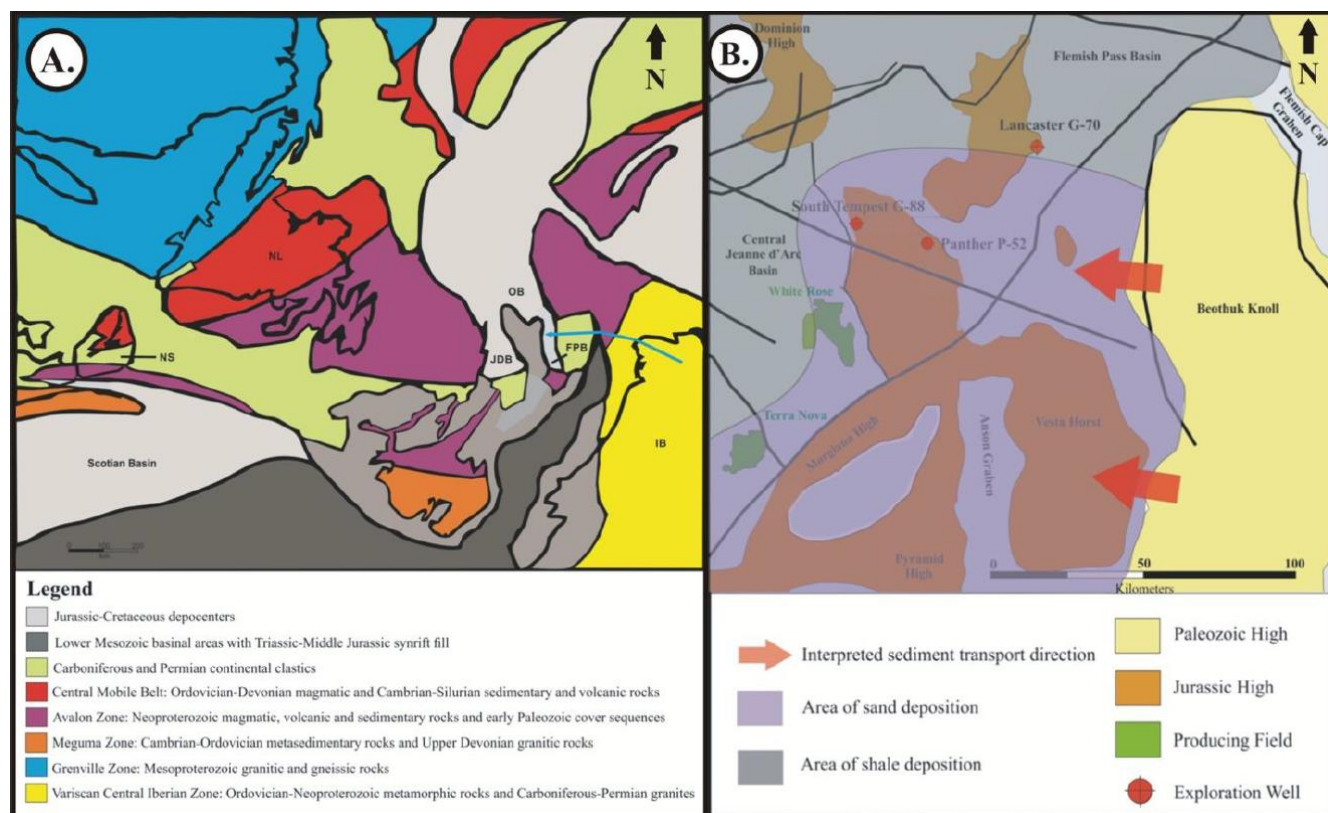 A.
N
NL
OB
NS
JDB
FPB
IB
Scotian Basin
0 100 200
km
Legend
Jurassic-Cretaceous depocenters
Lower Mesozoic basinal areas with Triassic-Middle Jurassic synrift fill
Carboniferous and Permian continental clastics
Central Mobile Belt: Ordovician-Devonian magmatic and Cambrian-Silurian sedimentary and volcanic rocks
Avalon Zone: Neoproterozoic magmatic, volcanic and sedimentary rocks and early Paleozoic cover sequences
Meguma Zone: Cambrian-Ordovician metasedimentary rocks and Upper Devonian granitic rocks
Grenville Zone: Mesoproterozoic granitic and gneissic rocks
Variscan Central Iberian Zone: Ordovician-Neoproterozoic metamorphic rocks and Carboniferous-Permian granites
B.
Dominion
High
Flemish Pass Basin
N
Flemish Cap
Graben
Lancaster G-70
South Tempest G-88
Panther P-52
Central
Jeanne d'Arc
Basin
White Rose
Beothuk Knoll
Terra Nova
Morgiana High
Anson Graben
Vesta Horst
Pyramid
High
0 50 100
Kilometers
Interpreted sediment transport direction
Area of sand deposition
Area of shale deposition
Paleozoic High
Jurassic High
Producing Field
Exploration Well